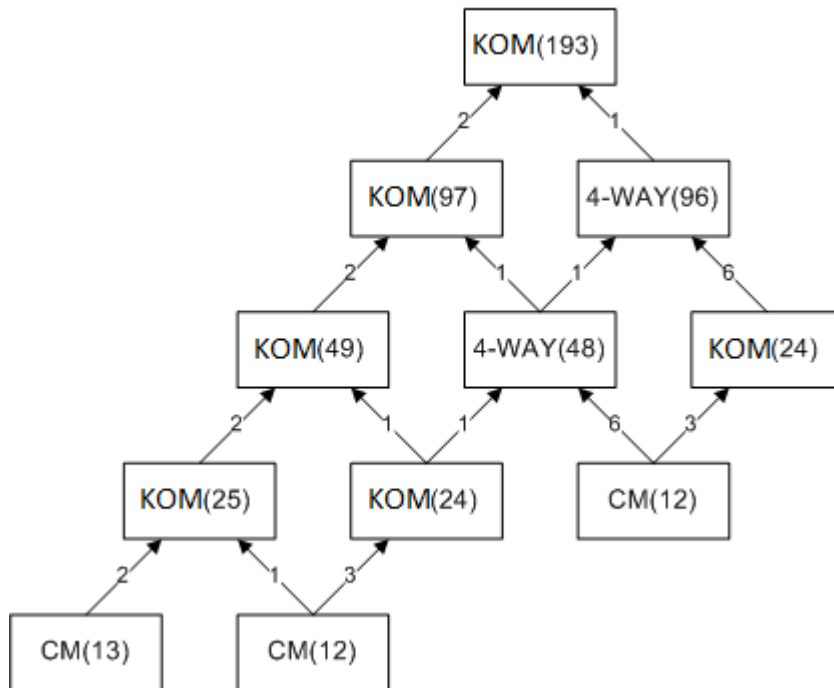 KOM(193)
2 1
KOM(97) 4-WAY(96)
2 1 1 6
KOM(49) 4-WAY(48) KOM(24)
2 1 1 6 3
KOM(25) KOM(24) CM(12)
2 1 3
CM(13) CM(12)